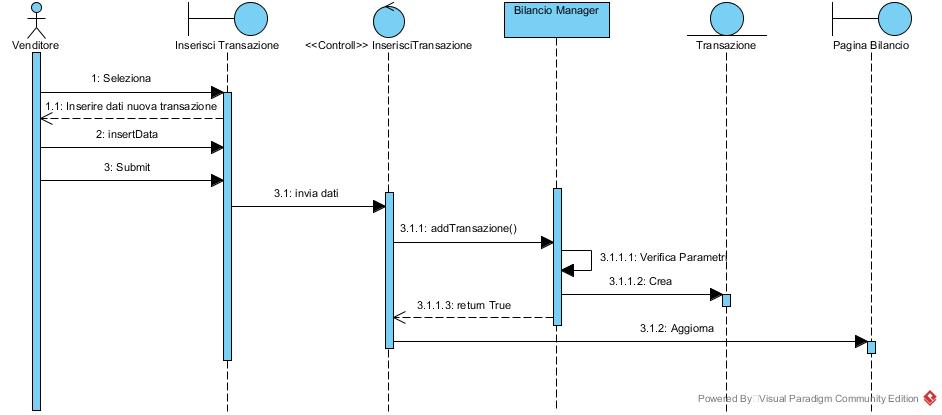 Bilancio Manager
Venditore
Inserisci Transazione
<<Controll>> InserisciTransazione
Transazione
Pagina Bilancio
1: Seleziona
1.1: Inserire dati nuova transazione
2: insertData
3: Submit
3.1: invia dati
3.1.1: addTransazione()
3.1.1.1: Verifica Parametri
3.1.1.2: Crea
3.1.1.3: return True
3.1.2: Aggiorna
Powered By Visual Paradigm Community Edition